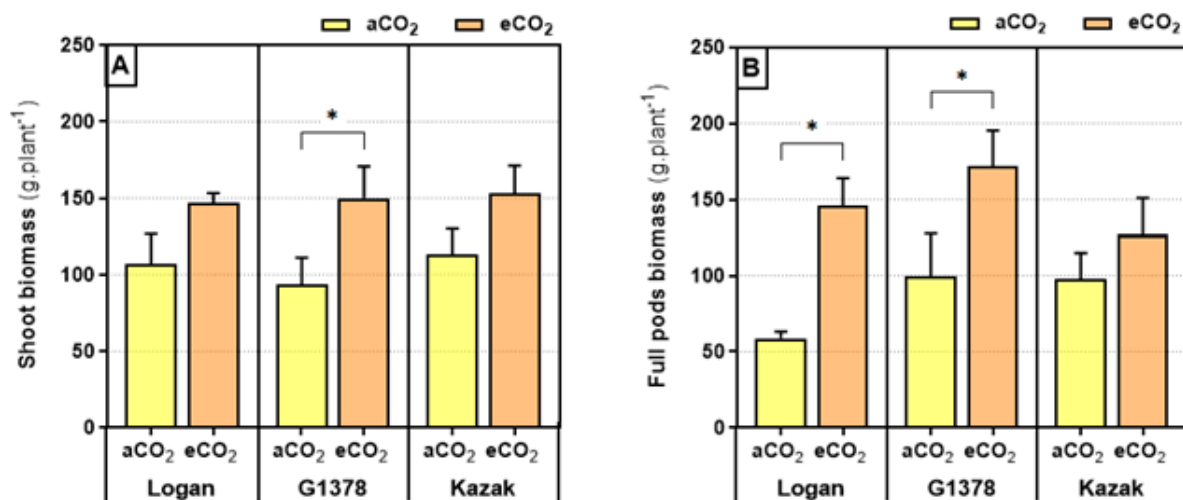 aCO₂ eCO₂
Shoot biomass (g.plant⁻¹)
250
200
150
100
50
0
A
*
aCO₂ eCO₂ aCO₂ eCO₂ aCO₂ eCO₂
Logan G1378 Kazak
aCO₂ eCO₂
Full pods biomass (g.plant⁻¹)
250
200
150
100
50
0
B
*
*
aCO₂ eCO₂ aCO₂ eCO₂ aCO₂ eCO₂
Logan G1378 Kazak